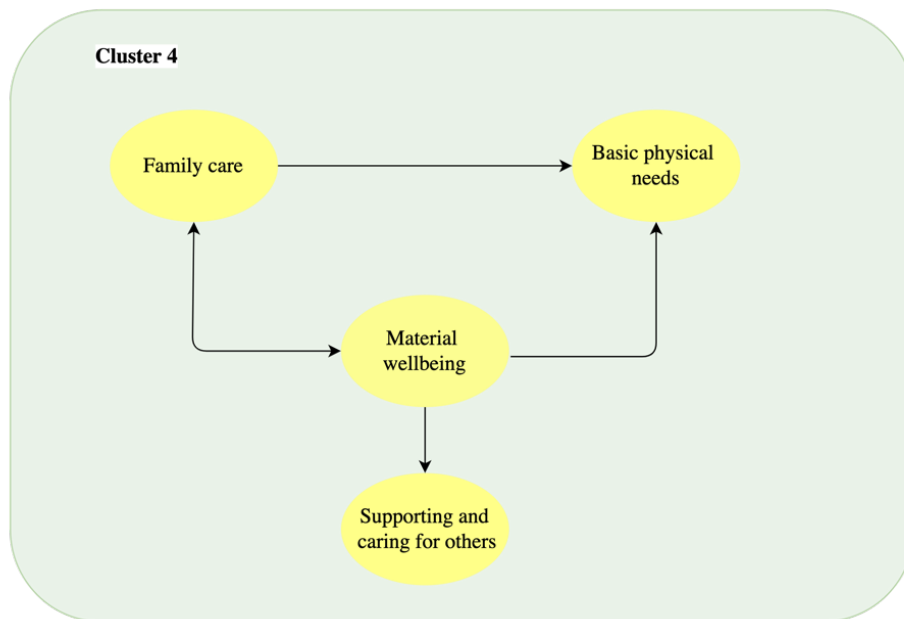 Cluster 4
Family care
Basic physical
needs
Material
wellbeing
Supporting and
caring for others